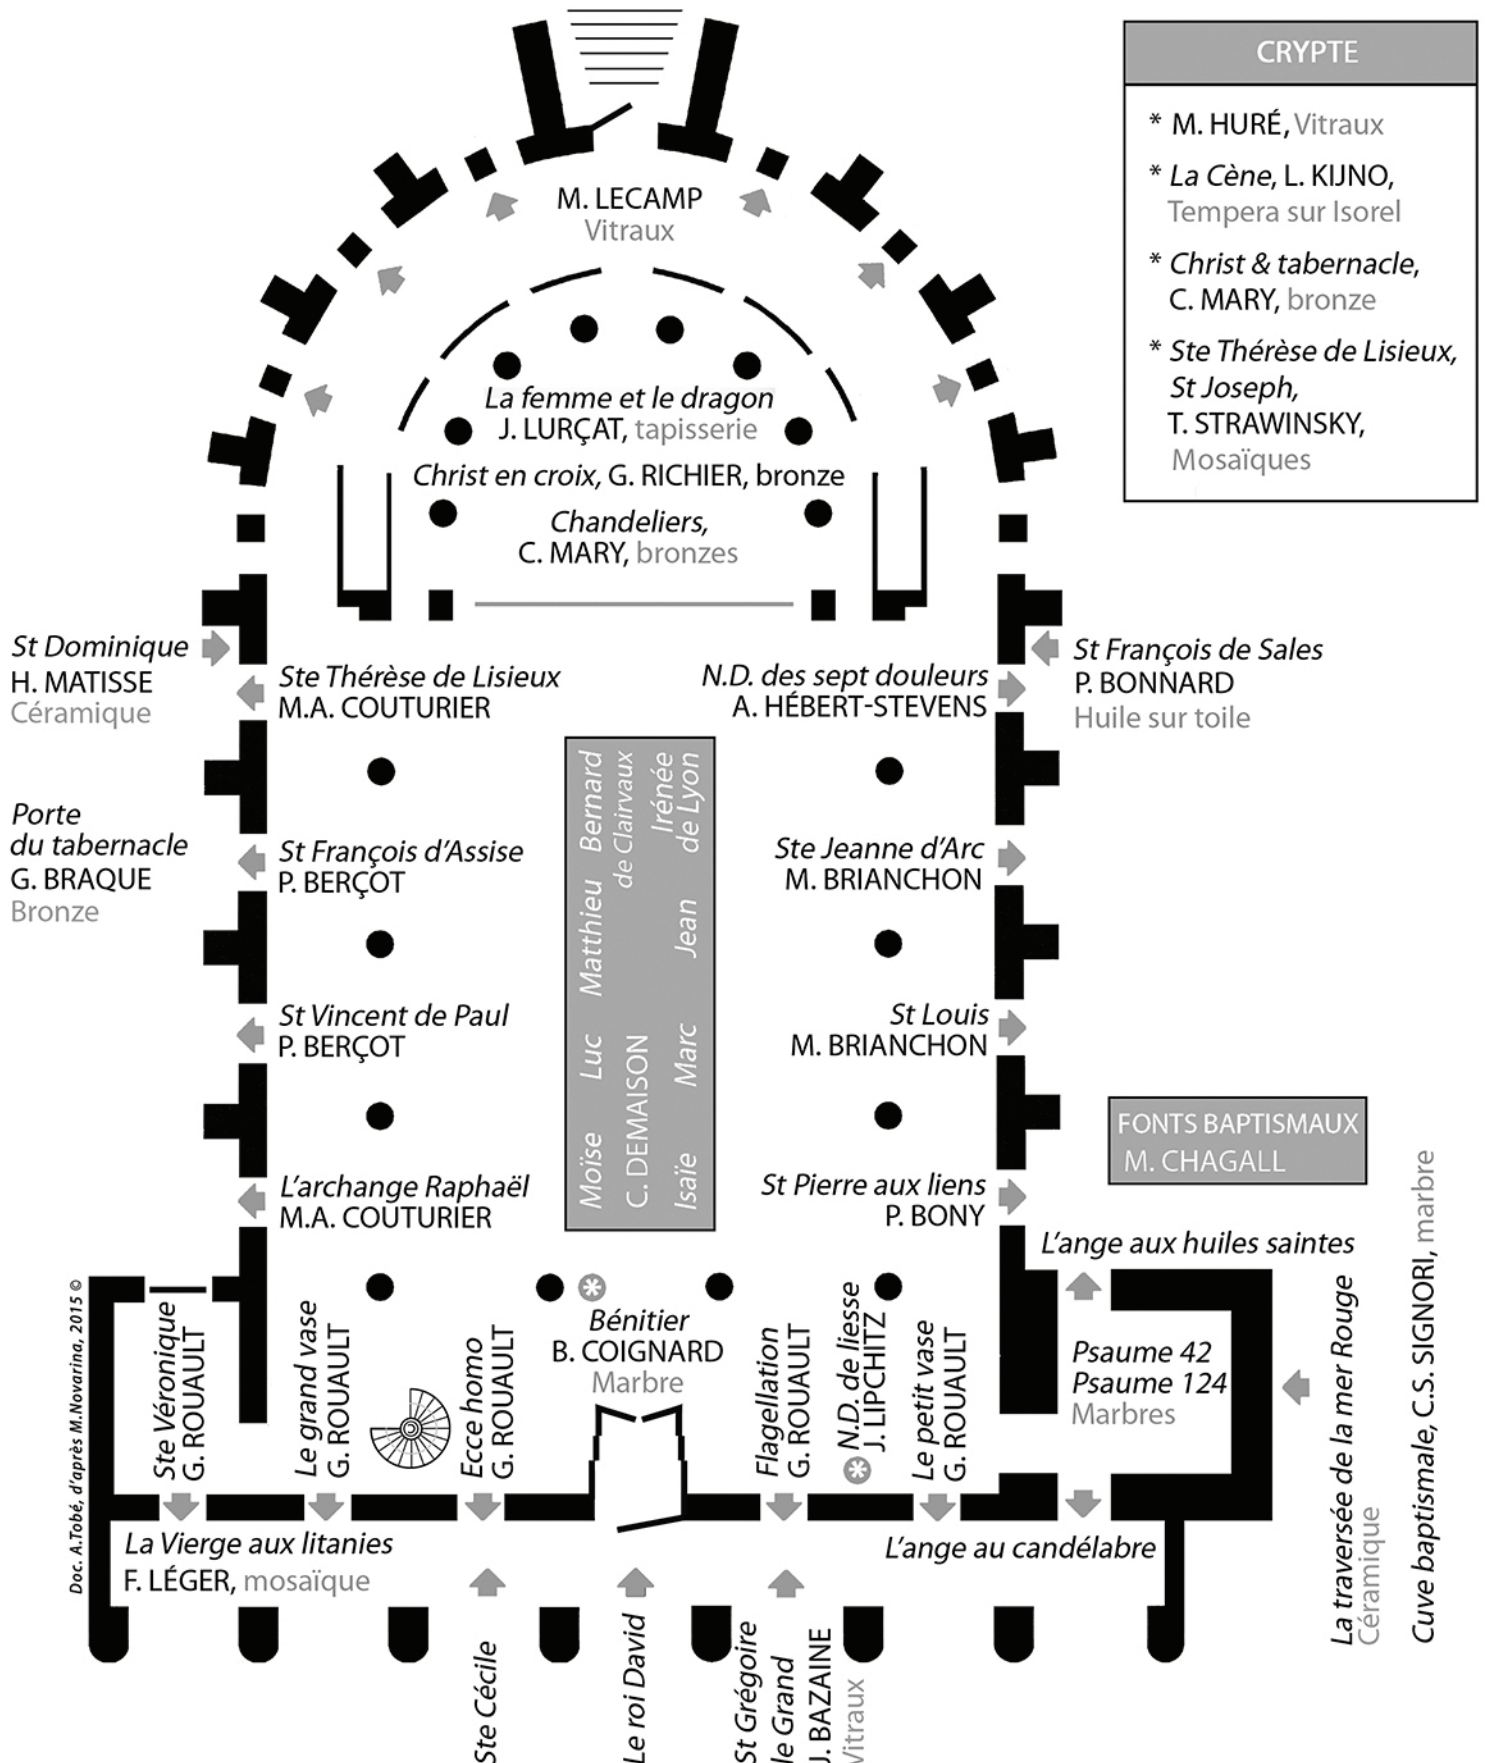 CRYPTE
* M. HURÉ, Vitraux
* La Cène, L. KIJNO,
Tempera sur Isorel
* Christ & tabernacle,
C. MARY, bronze
* Ste Thérèse de Lisieux,
St Joseph,
T. STRAWINSKY,
Mosaïques
M. LECAMP
Vitraux
La femme et le dragon
J. LURÇAT, tapisserie
Christ en croix, G. RICHIER, bronze
Chandeliers,
C. MARY, bronzes
St Dominique
H. MATISSE
Céramique
Ste Thérèse de Lisieux
M.A. COUTURIER
N.D. des sept douleurs
A. HÉBERT-STEVENS
St François de Sales
P. BONNARD
Huile sur toile
Porte
du tabernacle
G. BRAQUE
Bronze
St François d'Assise
P. BERÇOT
Ste Jeanne d'Arc
M. BRIANCHON
St Vincent de Paul
P. BERÇOT
St Louis
M. BRIANCHON
L'archange Raphaël
M.A. COUTURIER
St Pierre aux liens
P. BONY
Moïse Luc Matthieu Bernard
de Clairvaux
C. DEMAISON
Irénée
Isaïe Marc Jean de Lyon
FONTS BAPTISMAUX
M. CHAGALL
L'ange aux huiles saintes
Psaume 42
Psaume 124
Marbres
La traversée de la mer Rouge
Céramique
Cuve baptismale, C.S. SIGNORI, marbre
L'ange au candélabre
Ste Véronique
G. ROUAULT
Le grand vase
G. ROUAULT
Ecce homo
G. ROUAULT
* Bénitier
B. COIGNARD
Marbre
Flagellation
G. ROUAULT
* N.D. de liesse
J. LIPCHITZ
Le petit vase
G. ROUAULT
La Vierge aux litanies
F. LÉGER, mosaïque
Ste Cécile
Le roi David
St Grégoire
le Grand
J. BAZAINE
Vitraux
Doc. A.Tobé, d'après M.Novarina, 2015 ©